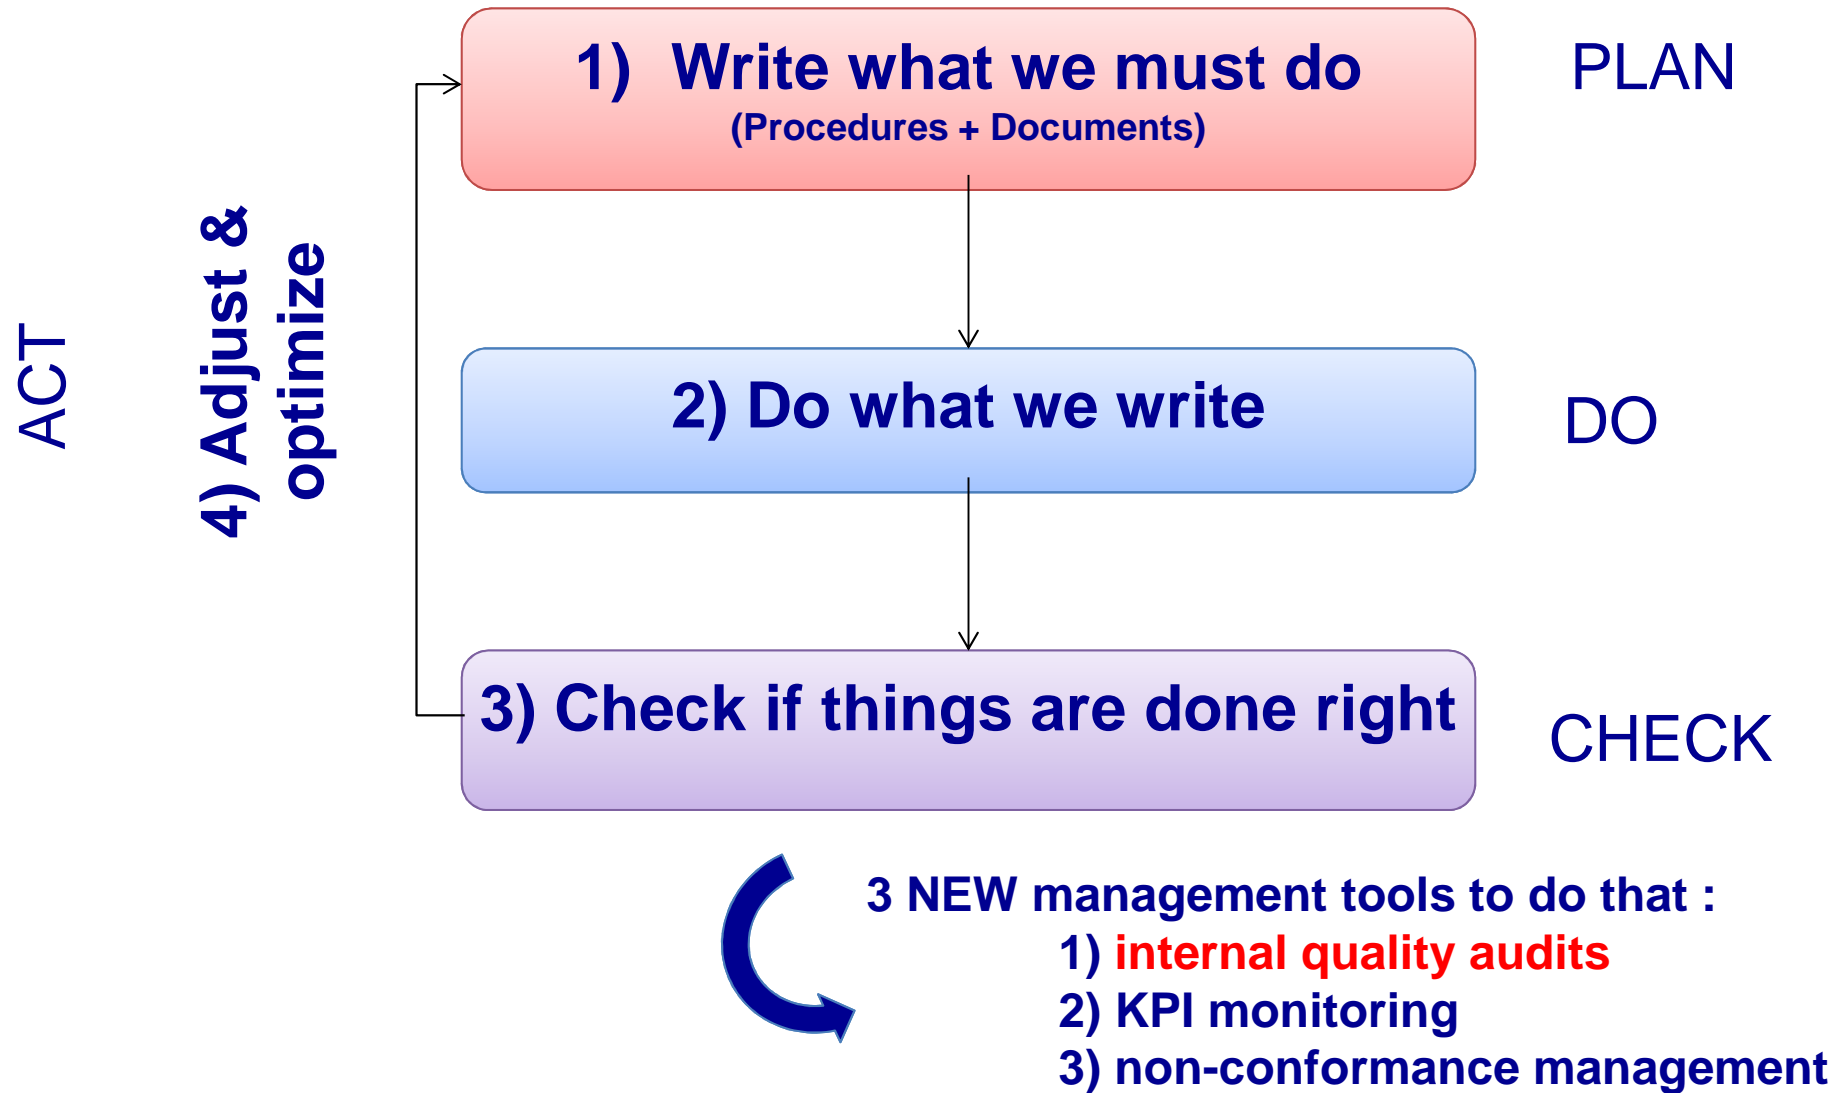 1) Write what we must do
(Procedures + Documents)
PLAN
ACT
4) Adjust &
optimize
2) Do what we write
DO
3) Check if things are done right
CHECK
3 NEW management tools to do that :
1) internal quality audits
2) KPI monitoring
3) non-conformance management